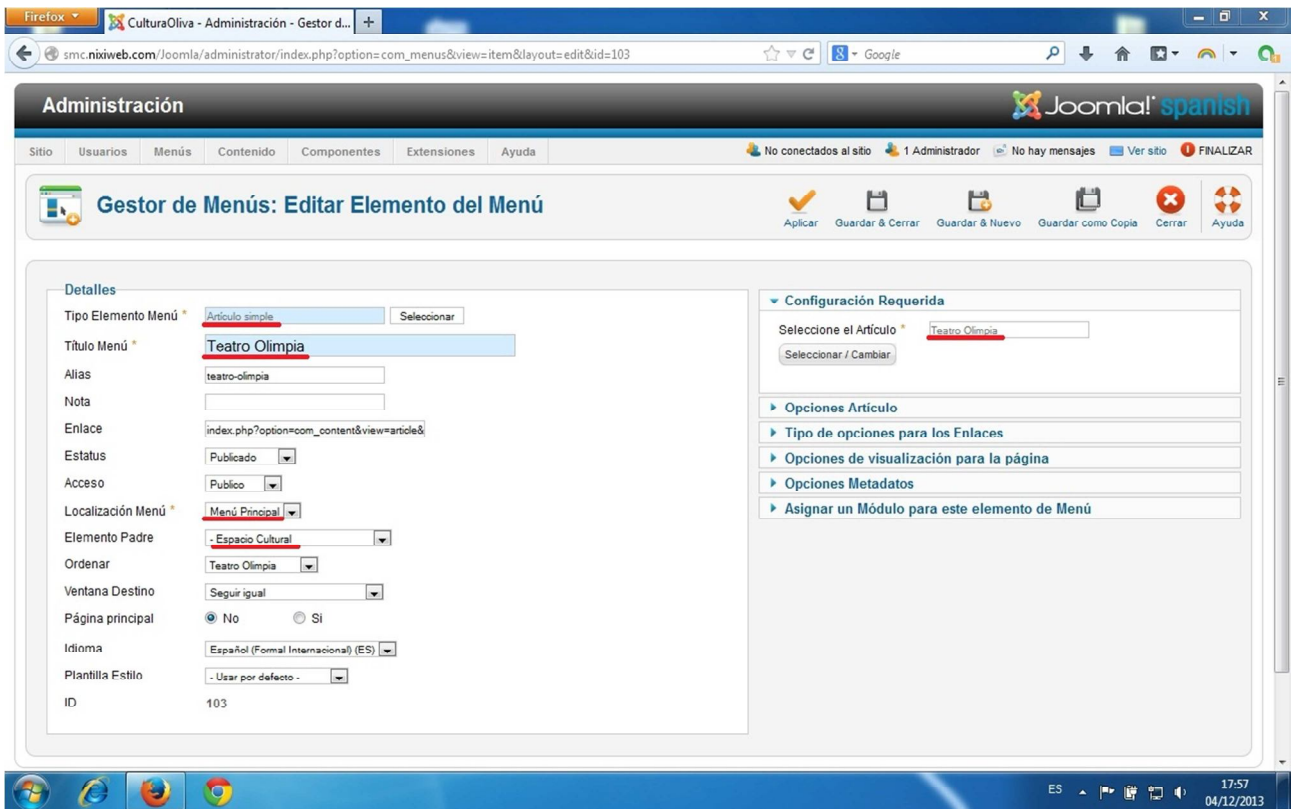 Firefox
CulturaOliva - Administración - Gestor d...
smc.nixiweb.com/Joomla/administrator/index.php?option=com_menus&view=item&layout=edit&id=103
Google
Administración
Joomla! spanish
Sitio Usuarios Menús Contenido Componentes Extensiones Ayuda
No conectados al sitio 1 Administrador No hay mensajes Ver sitio FINALIZAR
Gestor de Menús: Editar Elemento del Menú
Aplicar Guardar & Cerrar Guardar & Nuevo Guardar como Copia Cerrar Ayuda
Detalles
Tipo Elemento Menú * Artículo simple Seleccionar
Título Menú * Teatro Olimpia
Alias teatro-olimpia
Nota
Enlace index.php?option=com_content&view=article&
Estatus Publicado
Acceso Publico
Localización Menú * Menú Principal
Elemento Padre - Espacio Cultural
Ordenar Teatro Olimpia
Ventana Destino Seguir igual
Página principal No Si
Idioma Español (Formal Internacional) (ES)
Plantilla Estilo - Usar por defecto -
ID 103
Configuración Requerida
Seleccione el Artículo * Teatro Olimpia
Seleccionar / Cambiar
Opciones Artículo
Tipo de opciones para los Enlaces
Opciones de visualización para la página
Opciones Metadatos
Asignar un Módulo para este elemento de Menú
ES
17:57
04/12/2013